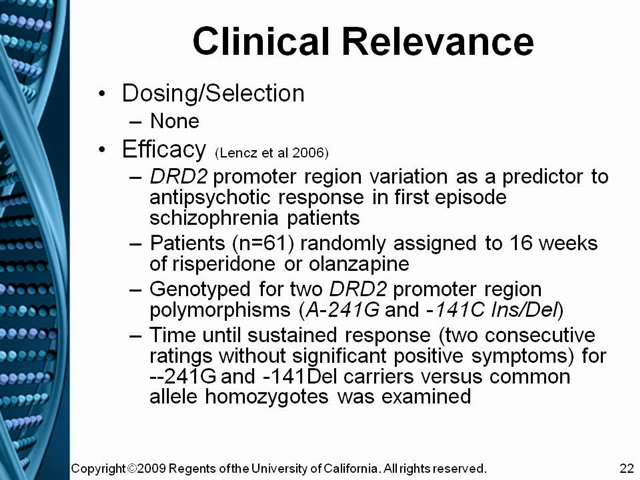 Clinical Relevance
• Dosing/Selection
– None
• Efficacy (Lencz et al 2006)
– DRD2 promoter region variation as a predictor to
antipsychotic response in first episode
schizophrenia patients
– Patients (n=61) randomly assigned to 16 weeks
of risperidone or olanzapine
– Genotyped for two DRD2 promoter region
polymorphisms (A-241G and -141C Ins/Del)
– Time until sustained response (two consecutive
ratings without significant positive symptoms) for
--241G and -141Del carriers versus common
allele homozygotes was examined
Copyright ©2009 Regents of the University of California. All rights reserved.
22